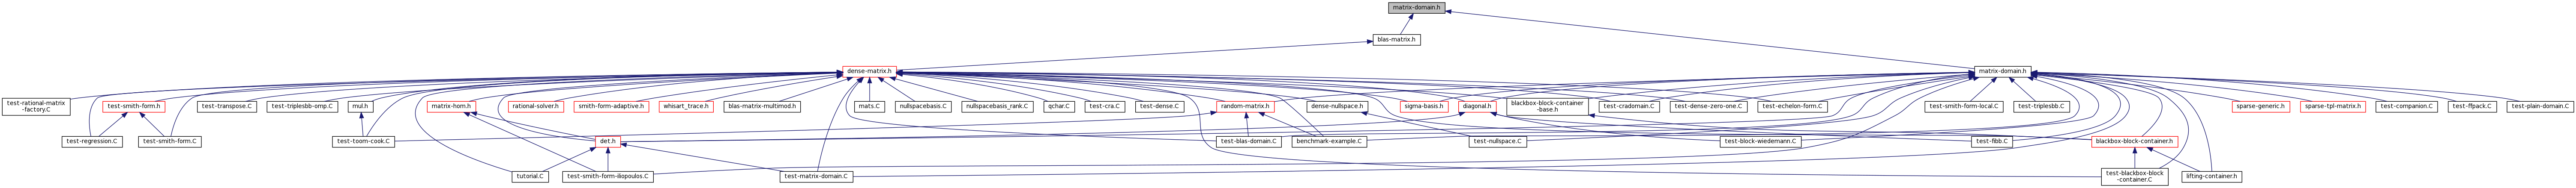 matrix-domain.h
blas-matrix.h
dense-matrix.h
matrix-domain.h
test-rational-matrix
-factory.C
test-smith-form.h
test-transpose.C
test-triplesbb-omp.C
mul.h
matrix-hom.h
rational-solver.h
smith-form-adaptive.h
whisart_trace.h
blas-matrix-multimod.h
mats.C
nullspacebasis.C
nullspacebasis_rank.C
qchar.C
test-cra.C
test-dense.C
random-matrix.h
dense-nullspace.h
sigma-basis.h
diagonal.h
blackbox-block-container
-base.h
test-cradomain.C
test-dense-zero-one.C
test-echelon-form.C
test-smith-form-local.C
test-triplesbb.C
sparse-generic.h
sparse-tpl-matrix.h
test-companion.C
test-ffpack.C
test-plain-domain.C
test-regression.C
test-smith-form.C
test-toom-cook.C
det.h
test-blas-domain.C
benchmark-example.C
test-nullspace.C
test-block-wiedemann.C
test-fibb.C
blackbox-block-container.h
tutorial.C
test-smith-form-iliopoulos.C
test-matrix-domain.C
test-blackbox-block
-container.C
lifting-container.h